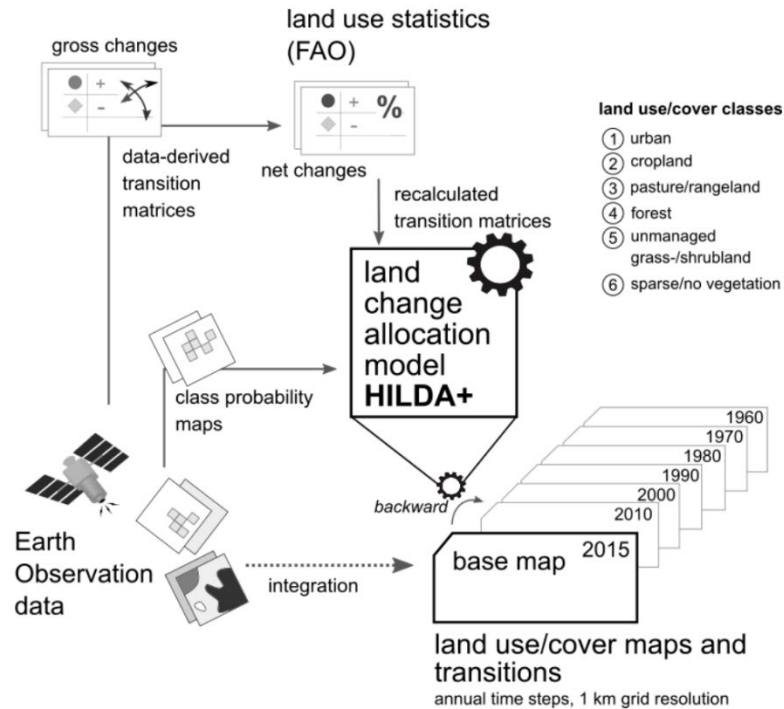 land use statistics
(FAO)
gross changes
+
-
+
-
%
data-derived
transition
matrices
net changes
recalculated
transition matrices
land use/cover classes
1 urban
2 cropland
3 pasture/rangeland
4 forest
5 unmanaged
grass-/shrubland
6 sparse/no vegetation
land
change
allocation
model
HILDA+
class probability
maps
1960
1970
1980
1990
2000
2010
2015
backward
base map
Earth
Observation
data
integration
land use/cover maps and
transitions
annual time steps, 1 km grid resolution